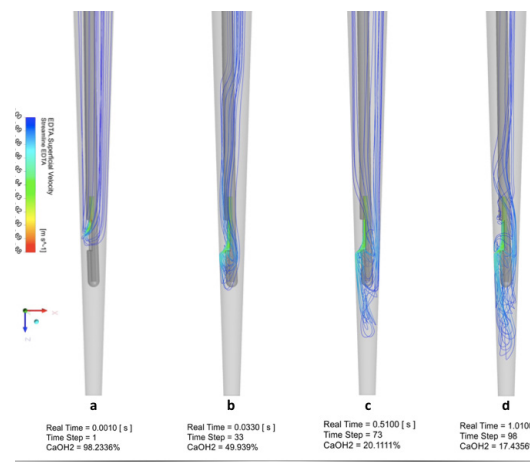 EDTA.Superficial Velocity
Streamline EDTA
[m s^-1]
a
b
c
d
Real Time = 0.0010 [ s ]
Time Step = 1
CaOH2 = 98.2336%
Real Time = 0.0330 [ s ]
Time Step = 33
CaOH2 = 49.939%
Real Time = 0.5100 [ s ]
Time Step = 73
CaOH2 = 20.1111%
Real Time = 1.0100
Time Step = 98
CaOH2 = 17.4356%